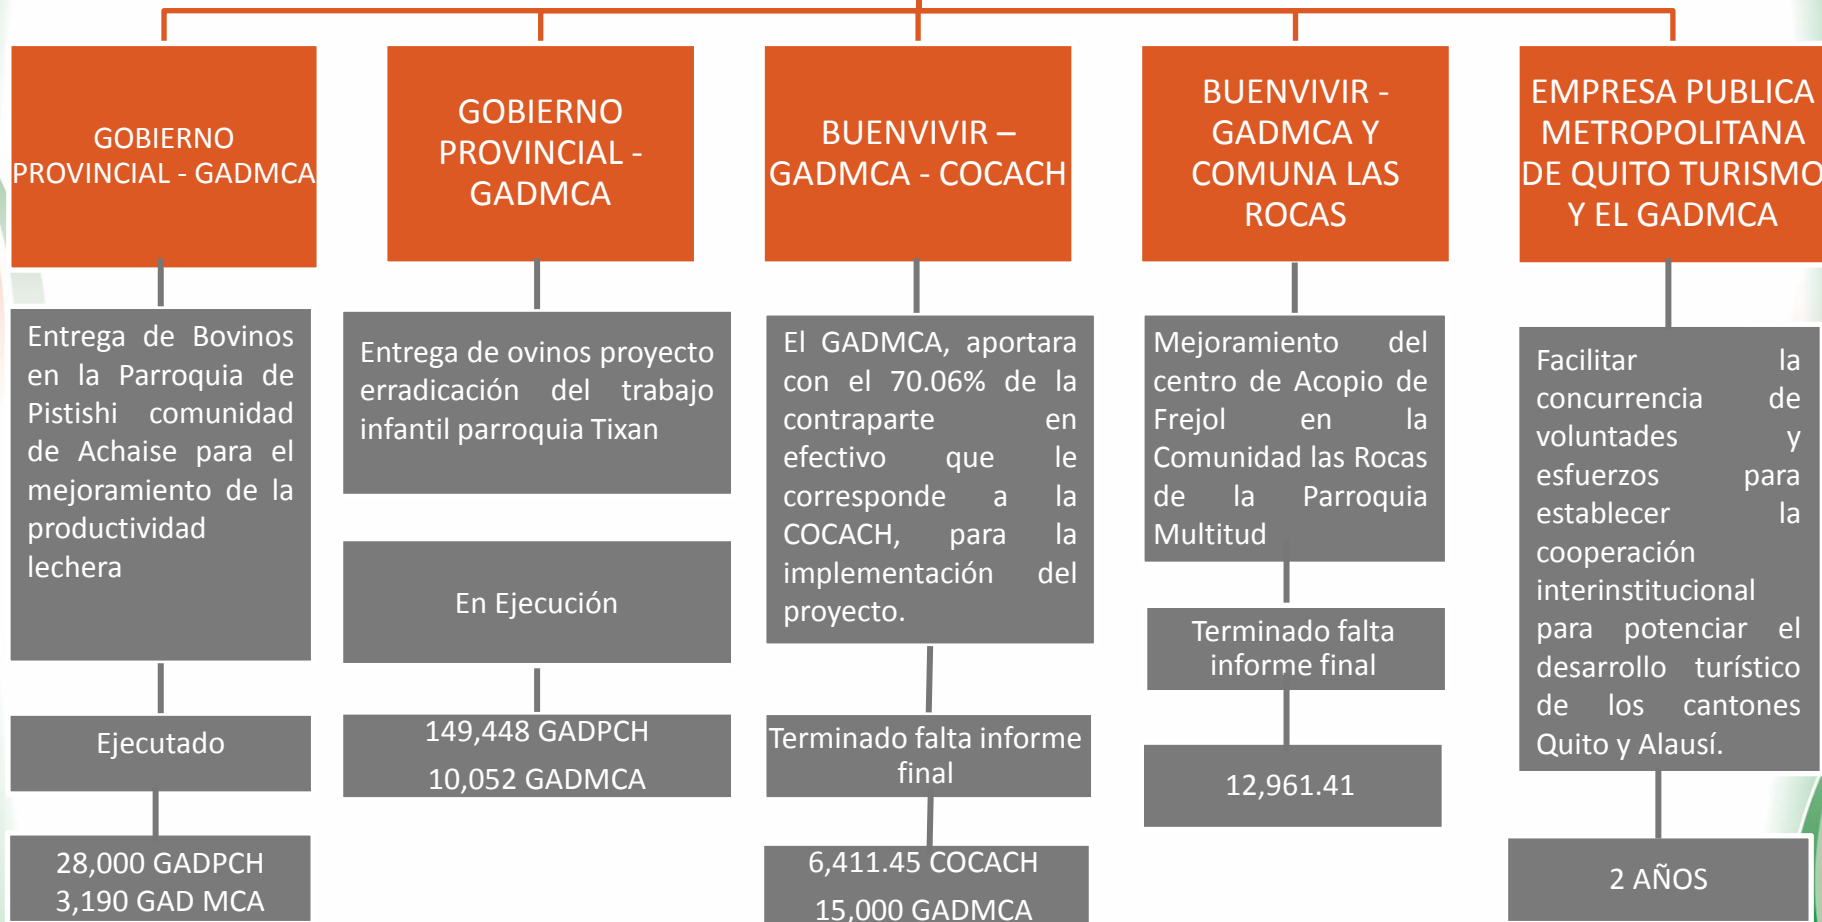 GOBIERNO
PROVINCIAL - GADMCA
Entrega de Bovinos
en la Parroquia de
Pistishi comunidad
de Achaise para el
mejoramiento de la
productividad
lechera
Ejecutado
28,000 GADPCH
3,190 GAD MCA
GOBIERNO
PROVINCIAL -
GADMCA
Entrega de ovinos proyecto
erradicación del trabajo
infantil parroquia Tixan
En Ejecución
149,448 GADPCH
10,052 GADMCA
BUENVIVIR –
GADMCA - COCACH
El GADMCA, aportara
con el 70.06% de la
contraparte en
efectivo que le
corresponde a la
COCACH, para la
implementación del
proyecto.
Terminado falta informe
final
6,411.45 COCACH
15,000 GADMCA
BUENVIVIR -
GADMCA Y
COMUNA LAS
ROCAS
Mejoramiento del
centro de Acopio de
Frejol en la
Comunidad las Rocas
de la Parroquia
Multitud
Terminado falta
informe final
12,961.41
EMPRESA PUBLICA
METROPOLITANA
DE QUITO TURISMO
Y EL GADMCA
Facilitar la
concurrencia de
voluntades y
esfuerzos para
establecer la
cooperación
interinstitucional
para potenciar el
desarrollo turístico
de los cantones
Quito y Alausí.
2 AÑOS